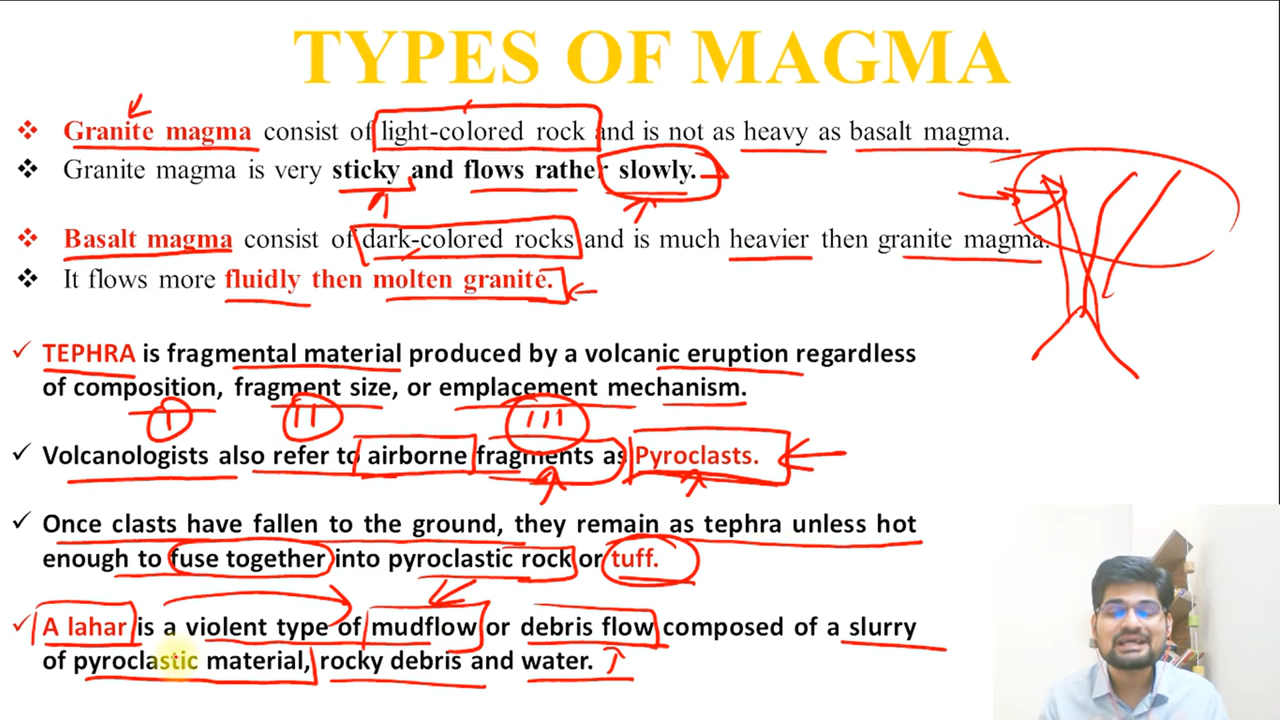 TYPES OF MAGMA
❖ Granite magma consist of light-colored rock and is not as heavy as basalt magma.
❖ Granite magma is very sticky and flows rather slowly.
❖ Basalt magma consist of dark-colored rocks and is much heavier then granite magma.
❖ It flows more fluidly then molten granite.
✓ TEPHRA is fragmental material produced by a volcanic eruption regardless
of composition, fragment size, or emplacement mechanism.
I II III
✓ Volcanologists also refer to airborne fragments as Pyroclasts.
✓ Once clasts have fallen to the ground, they remain as tephra unless hot
enough to fuse together into pyroclastic rock or tuff.
✓ A lahar is a violent type of mudflow or debris flow composed of a slurry
of pyroclastic material, rocky debris and water.